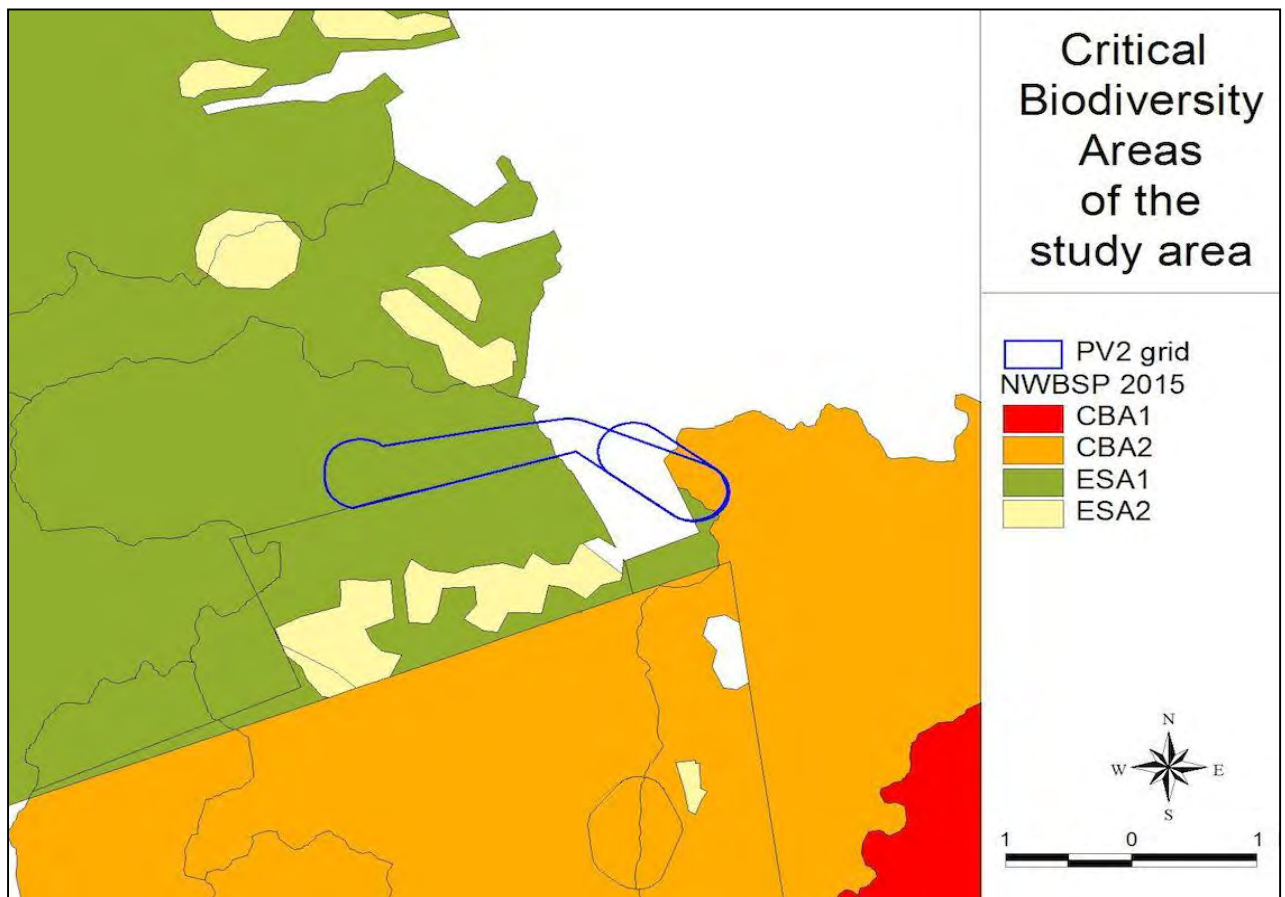 Critical
Biodiversity
Areas
of the
study area
PV2 grid
NWBSP 2015
CBA1
CBA2
ESA1
ESA2
N
W E
S
1 0 1